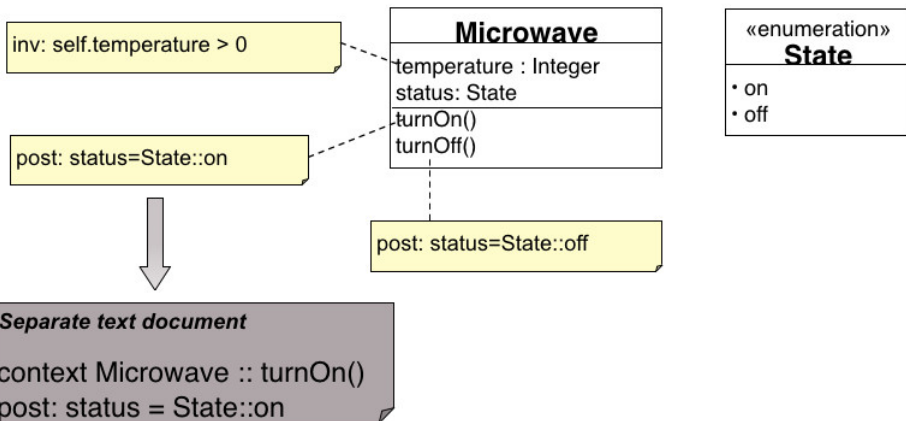 inv: self.temperature > 0
Microwave
temperature : Integer
status: State
turnOn()
turnOff()
«enumeration»
State
• on
• off
post: status=State::on
post: status=State::off
Separate text document
context Microwave :: turnOn()
post: status = State::on